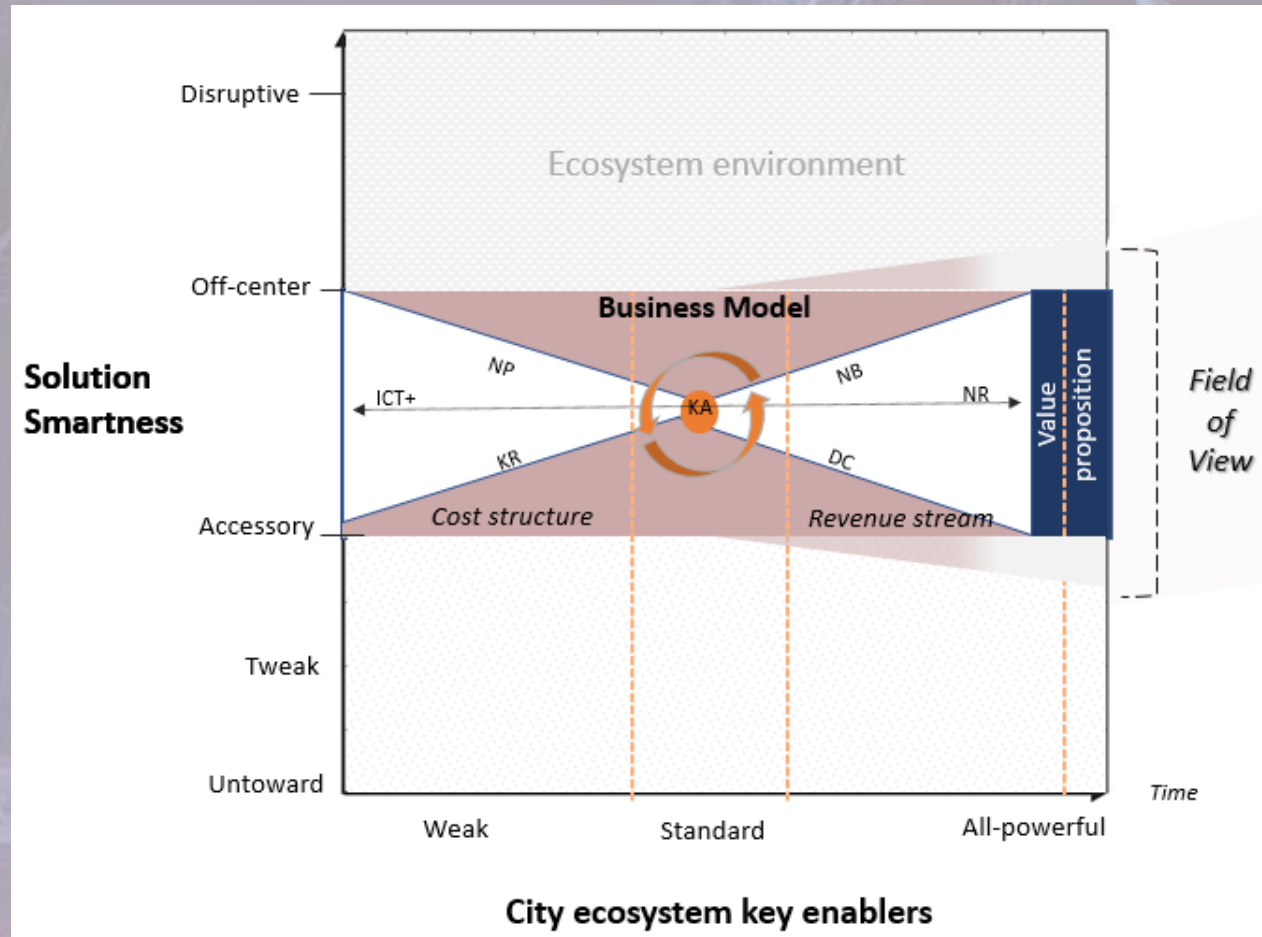 Disruptive
Ecosystem environment
Off-center
Business Model
Solution
Smartness
NP
NB
ICT+
KA
NR
Value
proposition
Field
of
View
KR
DC
Accessory
Cost structure
Revenue stream
Tweak
Untoward
Time
Weak
Standard
All-powerful
City ecosystem key enablers